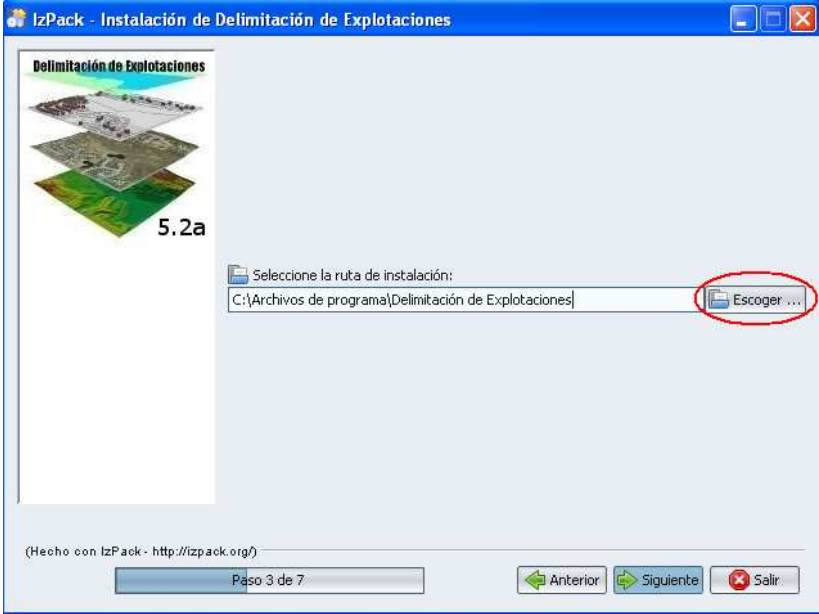 IzPack - Instalación de Delimitación de Explotaciones
Delimitación de Explotaciones
5.2a
Seleccione la ruta de instalación:
C:\Archivos de programa\Delimitación de Explotaciones
Escoger ...
(Hecho con IzPack - http://izpack.org/)
Paso 3 de 7
Anterior
Siguiente
Salir